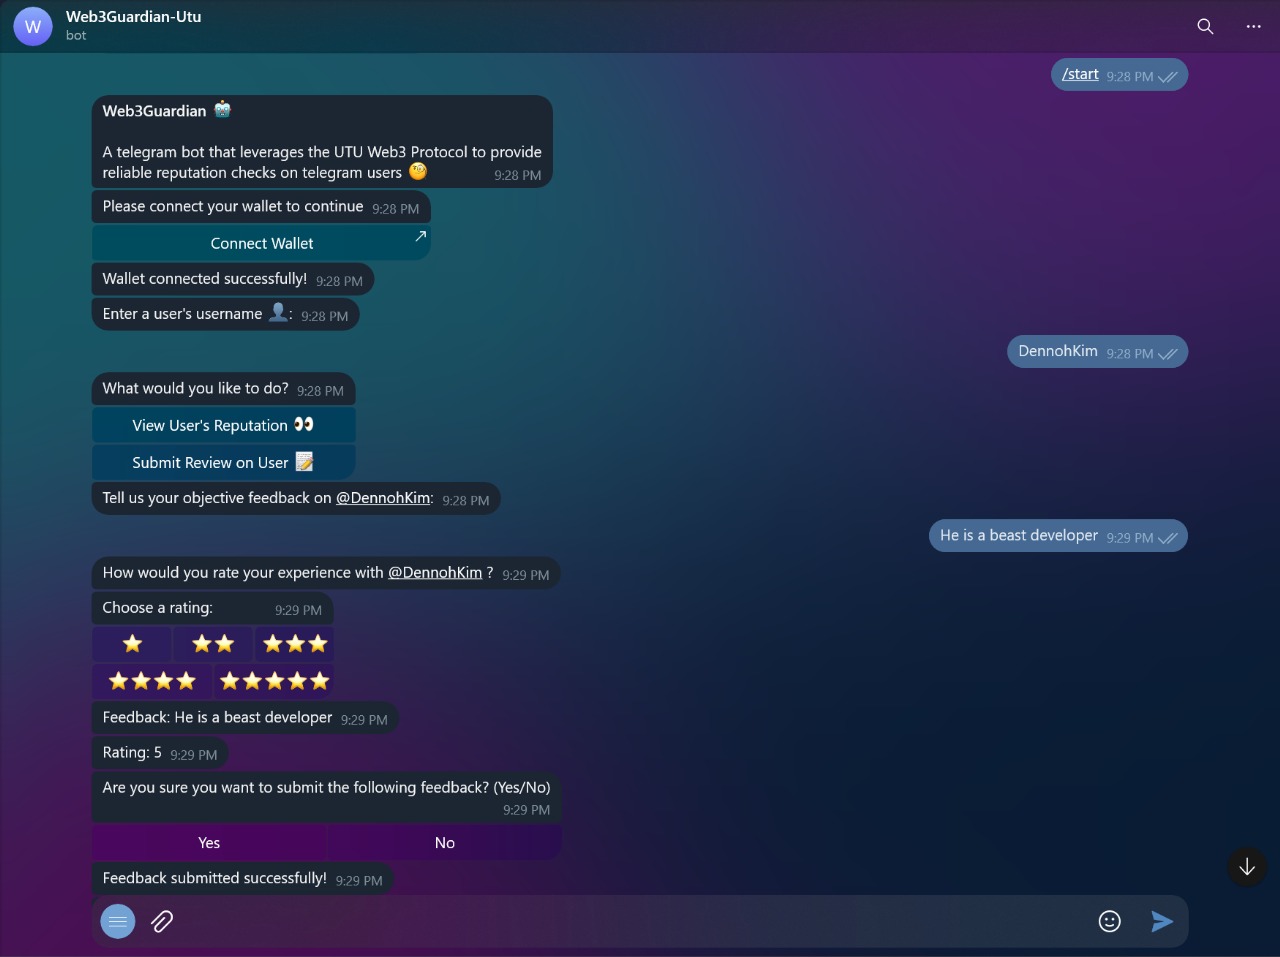 W
Web3Guardian-Utu
bot
/start 9:28 PM
Web3Guardian
A telegram bot that leverages the UTU Web3 Protocol to provide
reliable reputation checks on telegram users 9:28 PM
Please connect your wallet to continue 9:28 PM
Connect Wallet
Wallet connected successfully! 9:28 PM
Enter a user's username : 9:28 PM
DennohKim 9:28 PM
What would you like to do? 9:28 PM
View User's Reputation
Submit Review on User
Tell us your objective feedback on @DennohKim: 9:28 PM
He is a beast developer 9:29 PM
How would you rate your experience with @DennohKim ? 9:29 PM
Choose a rating: 9:29 PM
Feedback: He is a beast developer 9:29 PM
Rating: 5 9:29 PM
Are you sure you want to submit the following feedback? (Yes/No)
9:29 PM
Yes No
Feedback submitted successfully! 9:29 PM